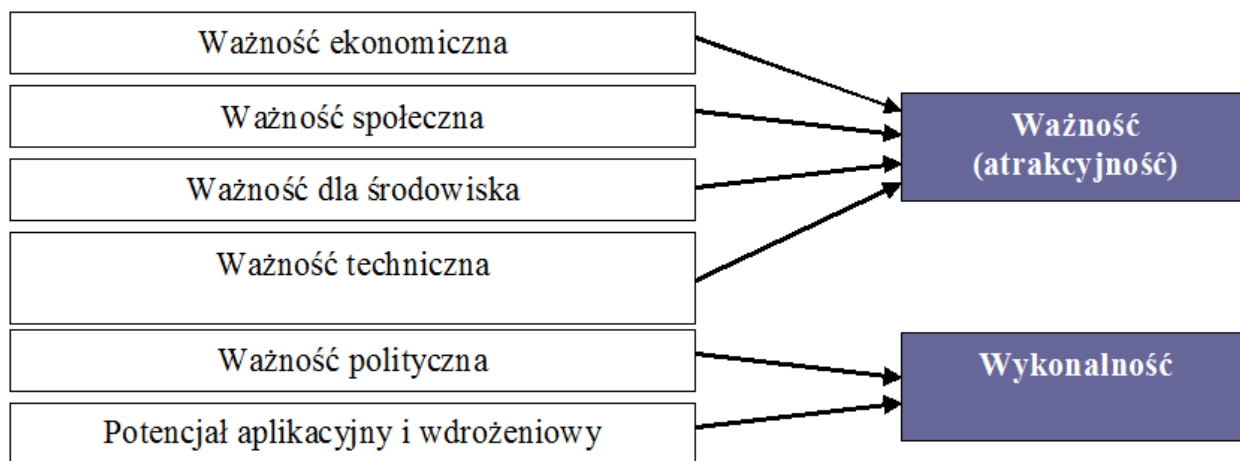 Ważność ekonomiczna
Ważność społeczna
Ważność dla środowiska
Ważność techniczna
Ważność polityczna
Potencjał aplikacyjny i wdrożeniowy
Ważność
(atrakcyjność)
Wykonalność